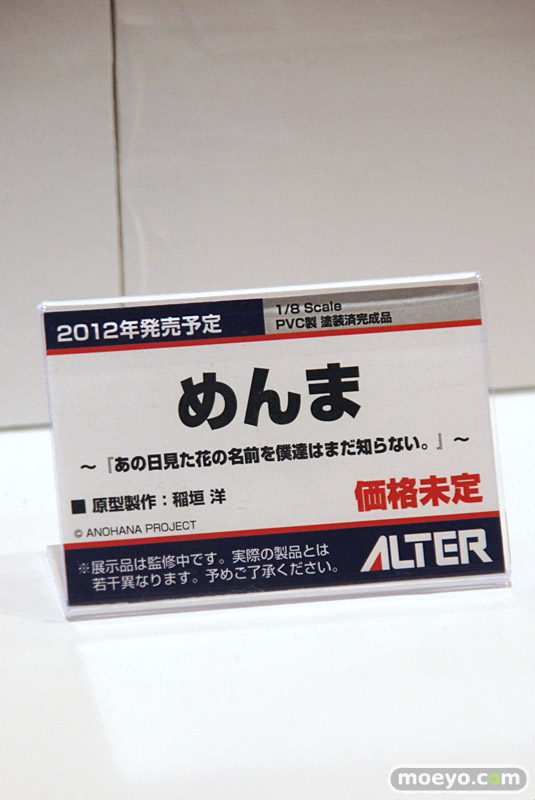 2012年発売予定
1/8 Scale
PVC製 塗装済完成品
めんま
～『あの日見た花の名前を僕達はまだ知らない。』～
■ 原型製作：稲垣 洋
価格未定
© ANOHANA PROJECT
※展示品は監修中です。実際の製品とは
若干異なります。予めご了承ください。
ALTER
moeyo.com